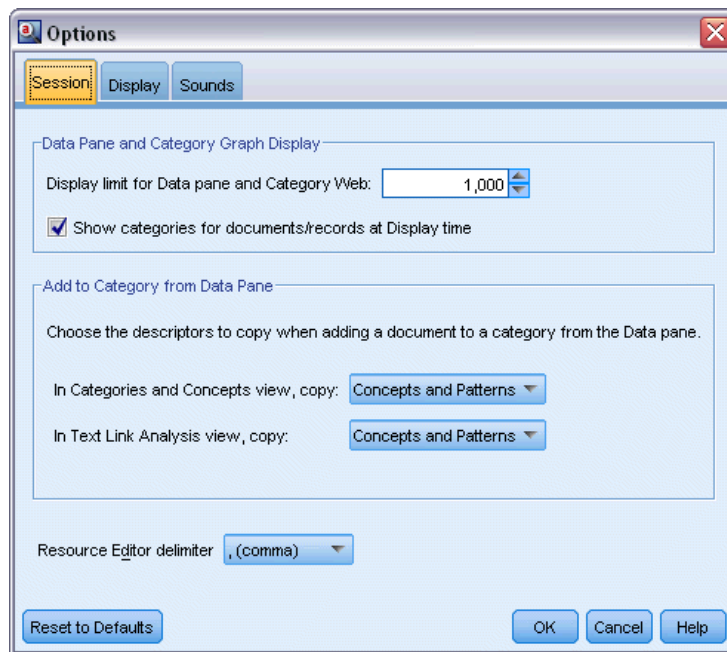 Options
Session Display Sounds
Data Pane and Category Graph Display
Display limit for Data pane and Category Web: 1,000
Show categories for documents/records at Display time
Add to Category from Data Pane
Choose the descriptors to copy when adding a document to a category from the Data pane.
In Categories and Concepts view, copy: Concepts and Patterns
In Text Link Analysis view, copy: Concepts and Patterns
Resource Editor delimiter , (comma)
Reset to Defaults OK Cancel Help